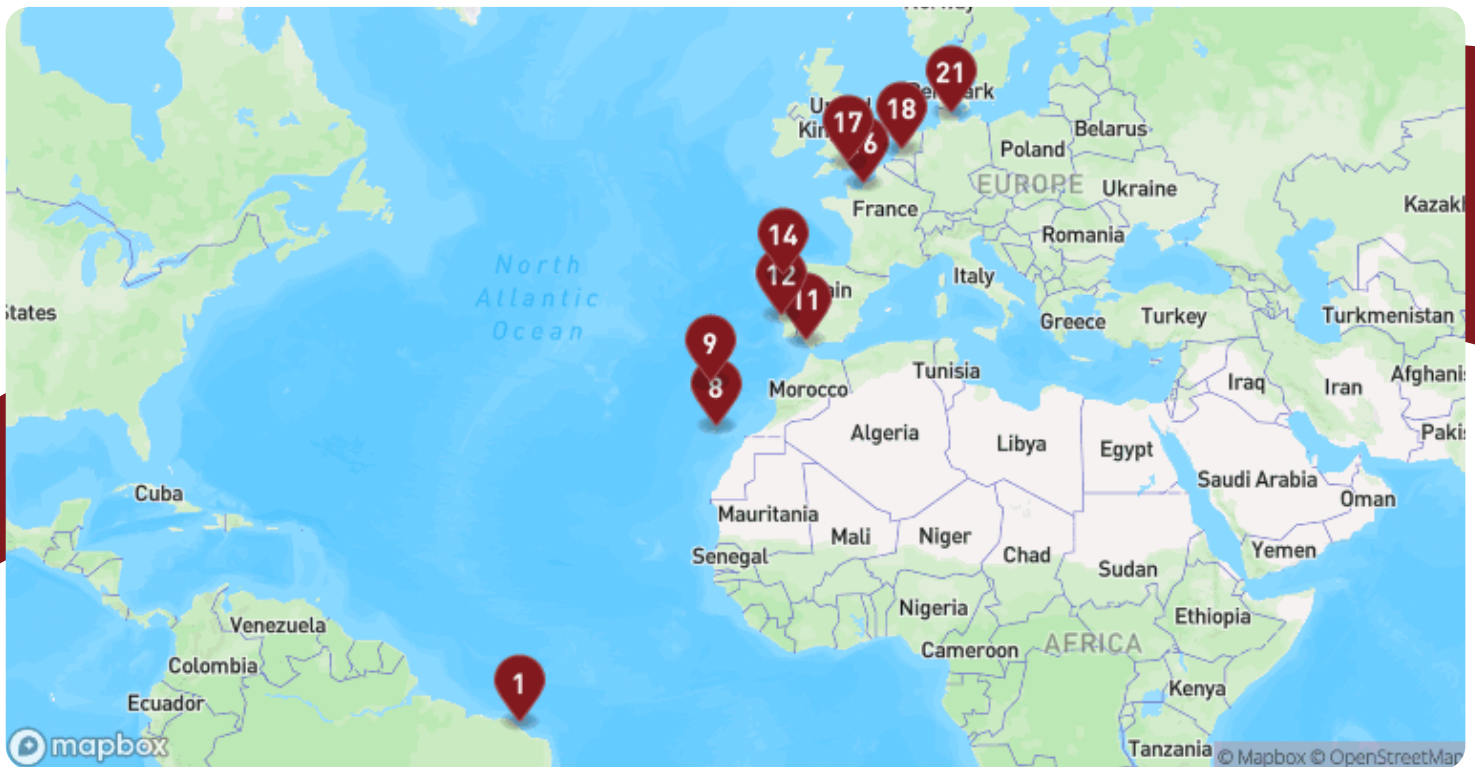 Norway
21
Denmark
18
United
17
Kingdom
6
Belarus
Poland
EUROPE
Ukraine
Kazakh
France
14
Romania
North
Atlantic
Ocean
12
ain
11
Italy
States
Greece
Turkey
Turkmenistan
9
8
Tunisia
Morocco
Iraq
Iran
Afghanis
Algeria
Libya
Egypt
Pakis
Saudi Arabia
Cuba
Oman
Mauritania
Mali
Niger
Chad
Yemen
Senegal
Sudan
Nigeria
Ethiopia
Venezuela
Cameroon
AFRICA
Colombia
1
Kenya
Ecuador
mapbox
Tanzania
© Mapbox © OpenStreetMap